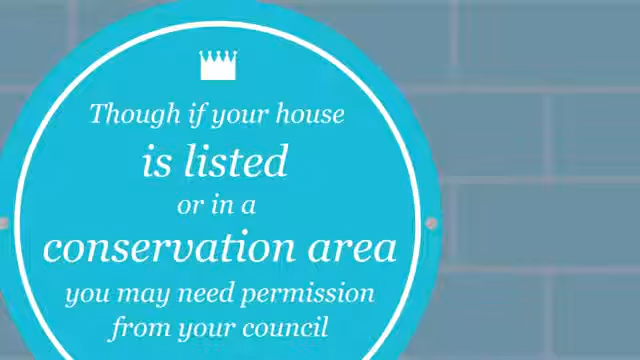 Though if your house
is listed
or in a
conservation area
you may need permission
from your council